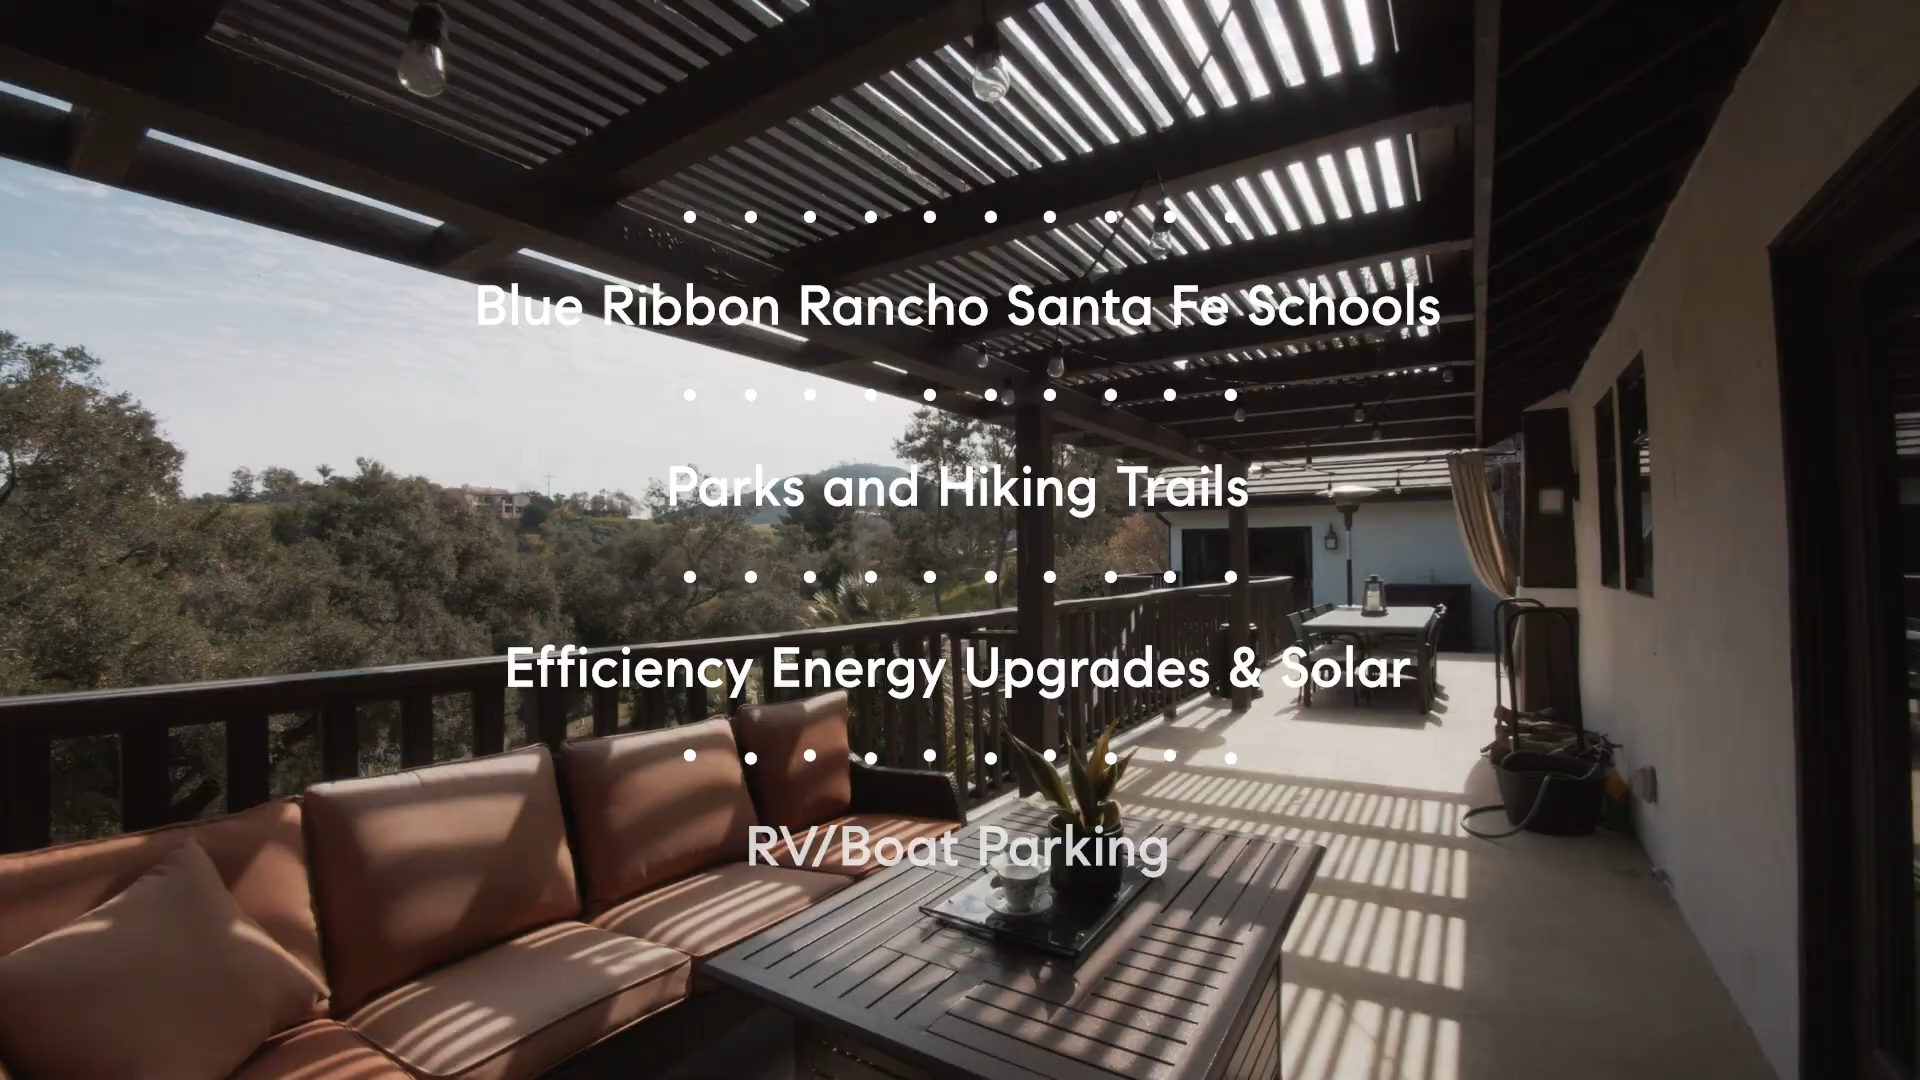 Blue Ribbon Rancho Santa Fe Schools
Parks and Hiking Trails
Efficiency Energy Upgrades & Solar
RV/Boat Parking